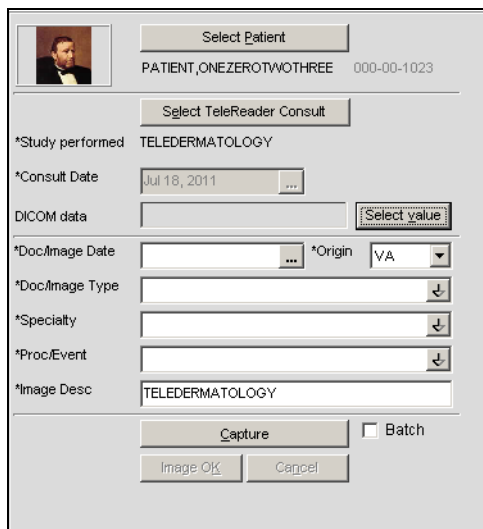 Select Patient
PATIENT,ONEZEROTWOTHREE 000-00-1023
Select TeleReader Consult
*Study performed TELEDERMATOLOGY
*Consult Date Jul 18, 2011 ...
DICOM data Select value
*Doc/Image Date ... *Origin VA
*Doc/Image Type
*Specialty
*Proc/Event
*Image Desc TELEDERMATOLOGY
Capture Batch
Image OK Cancel